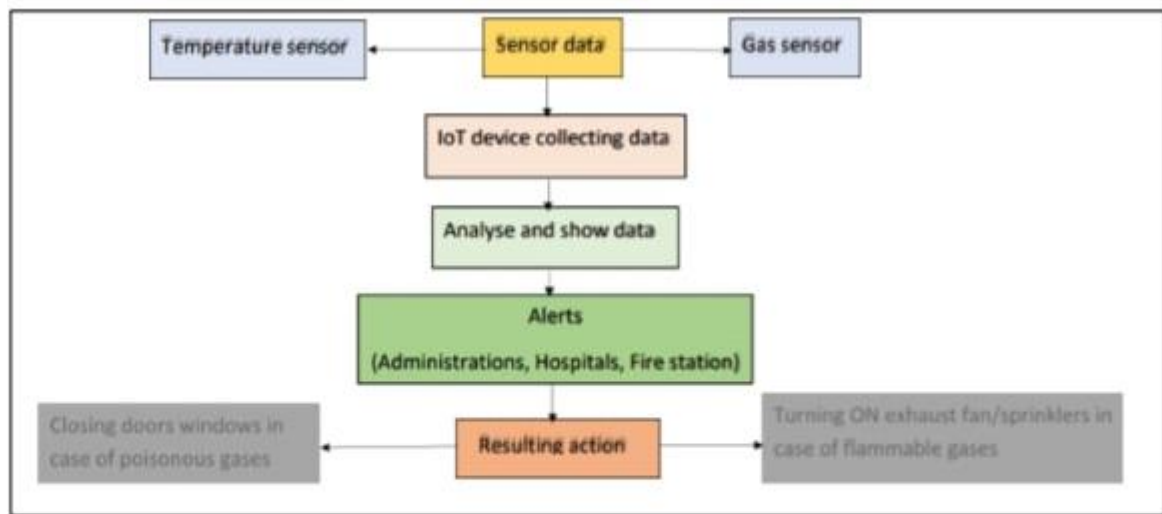 Temperature sensor
Sensor data
Gas sensor
IoT device collecting data
Analyse and show data
Alerts
(Administrations, Hospitals, Fire station)
Closing doors windows in
case of poisonous gases
Resulting action
Turning ON exhaust fan/sprinklers in
case of flammable gases